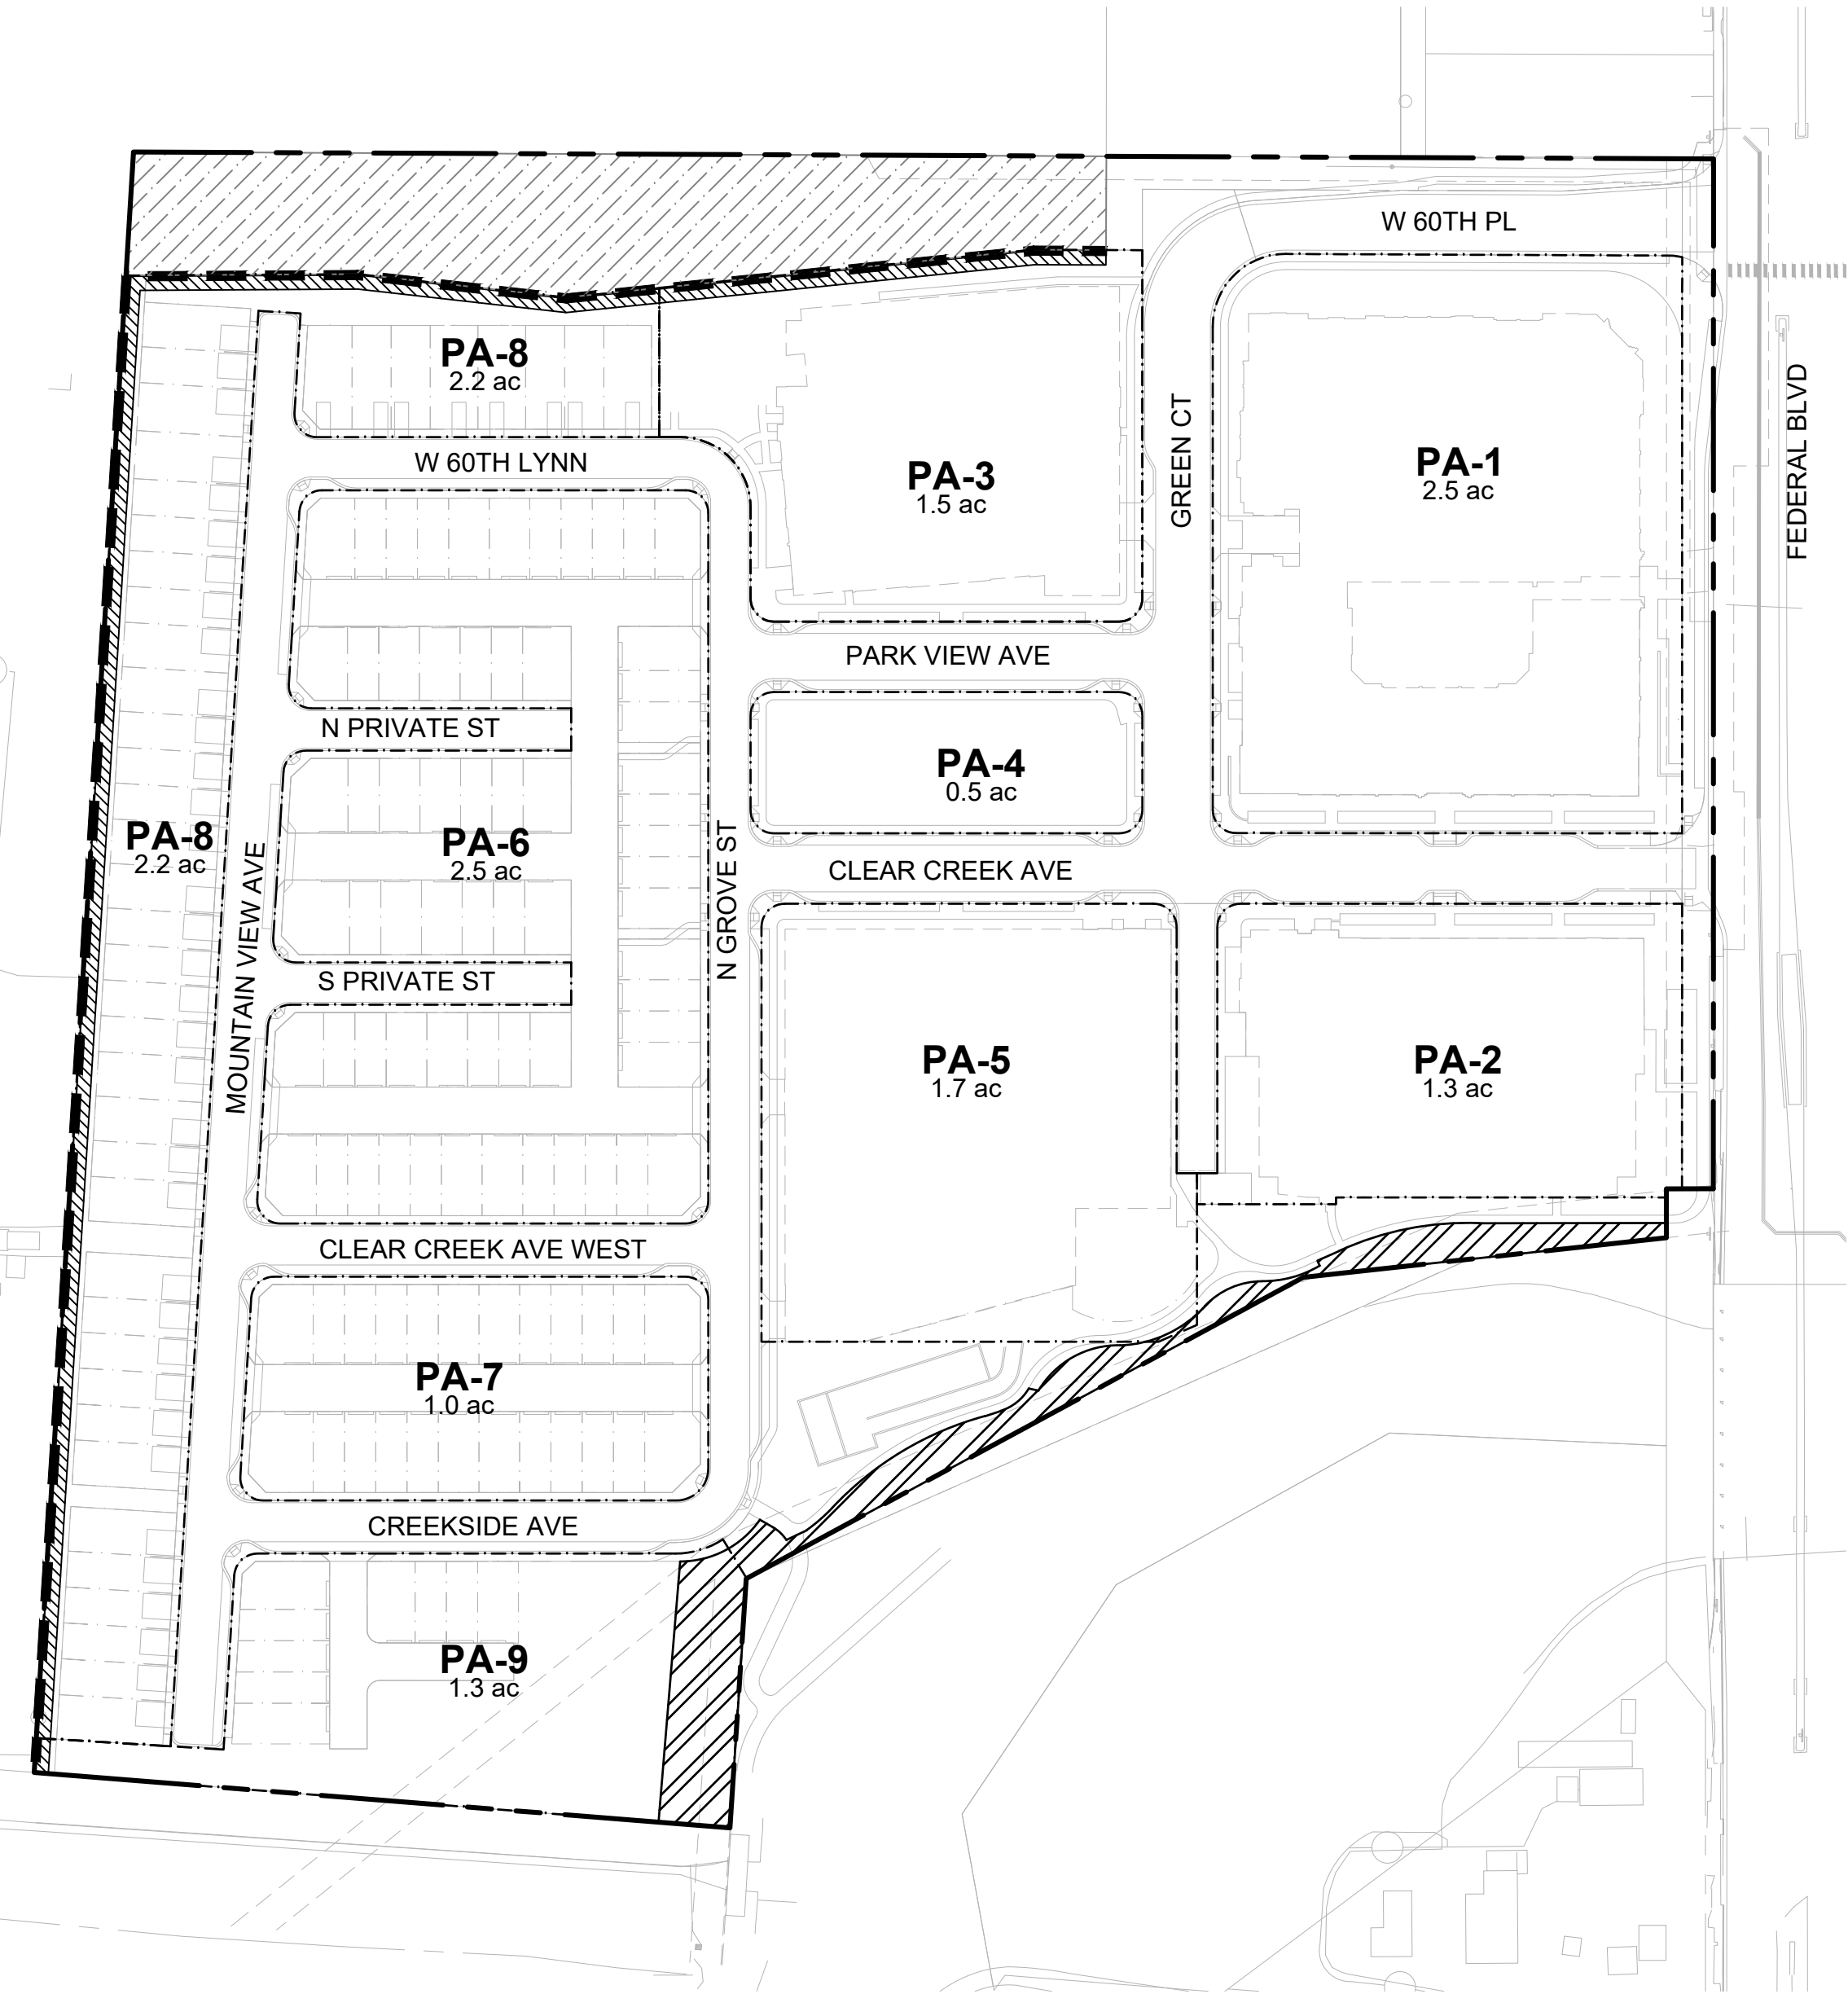 W 60TH PL
PA-8
2.2 ac
W 60TH LYNN
PA-3
1.5 ac
GREEN CT
PA-1
2.5 ac
FEDERAL BLVD
PARK VIEW AVE
N PRIVATE ST
PA-4
0.5 ac
PA-8
2.2 ac
MOUNTAIN VIEW AVE
PA-6
2.5 ac
N GROVE ST
CLEAR CREEK AVE
S PRIVATE ST
PA-5
1.7 ac
PA-2
1.3 ac
CLEAR CREEK AVE WEST
PA-7
1.0 ac
CREEKSIDE AVE
PA-9
1.3 ac